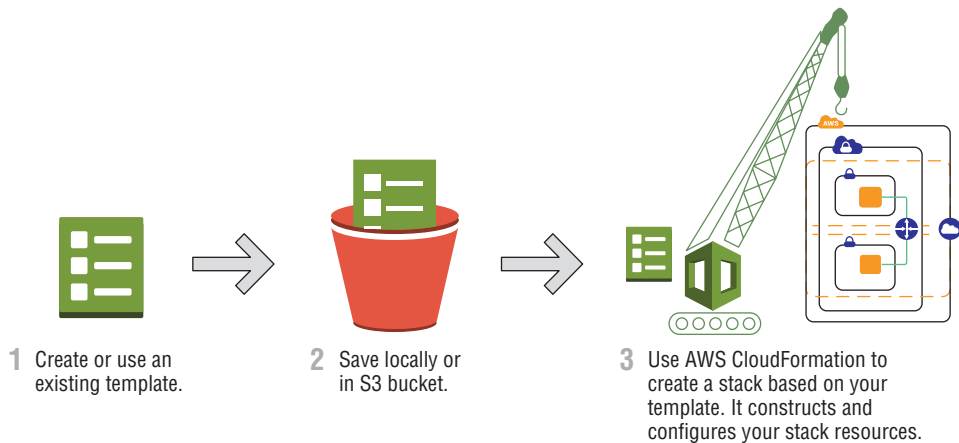 AWS
1 Create or use an
existing template.
2 Save locally or
in S3 bucket.
3 Use AWS CloudFormation to
create a stack based on your
template. It constructs and
configures your stack resources.